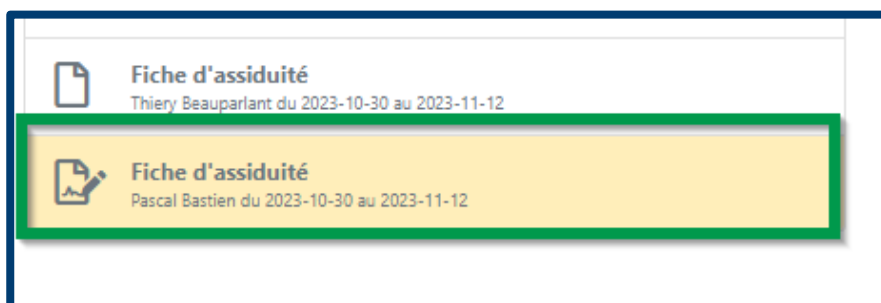 Fiche d'assiduité
Thiery Beauparlant du 2023-10-30 au 2023-11-12
Fiche d'assiduité
Pascal Bastien du 2023-10-30 au 2023-11-12